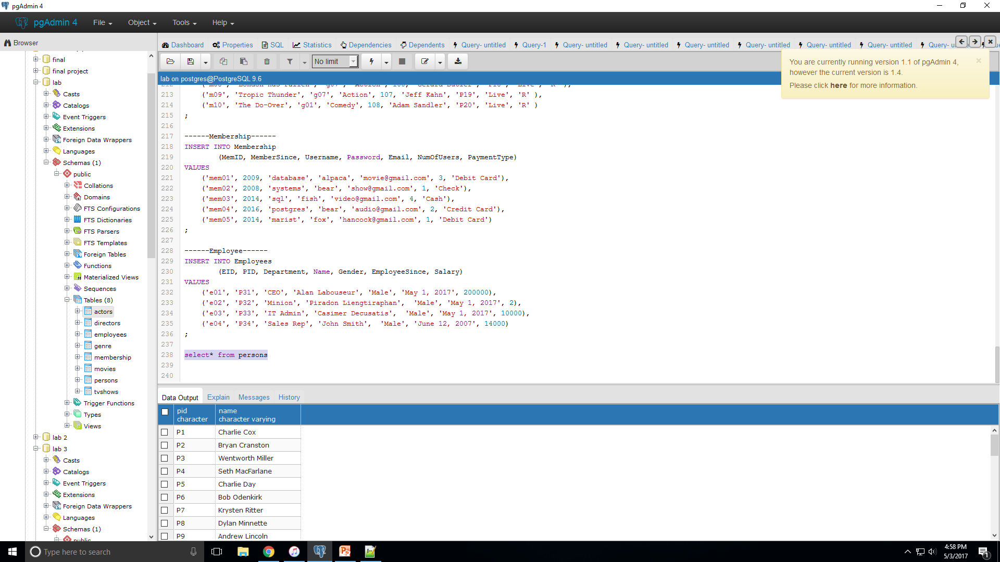 pgAdmin 4
pgAdmin 4 File Object Tools Help
Browser
final
final project
lab
Casts
Catalogs
Event Triggers
Extensions
Foreign Data Wrappers
Languages
Schemas (1)
public
Collations
Domains
FTS Configurations
FTS Dictionaries
FTS Parsers
FTS Templates
Foreign Tables
Functions
Materialized Views
Sequences
Tables (8)
actors
directors
employees
genre
membership
movies
persons
tvshows
Trigger Functions
Types
Views
lab 2
lab 3
Casts
Catalogs
Event Triggers
Extensions
Foreign Data Wrappers
Languages
Schemas (1)
public
Dashboard Properties SQL Statistics Dependencies Dependents Query- untitled Query-1 Query- untitled Query- untitled Query- untitled Query- untitled Query- untitled Query- untitled
No limit
lab on postgres@PostgreSQL 9.6
You are currently running version 1.1 of pgAdmin 4,
however the current version is 1.4.
Please click here for more information.
213 ('m09', 'Tropic Thunder', 'g07', 'Action', 107, 'Jeff Kahn', 'P19', 'Live', 'R' ),
214 ('m10', 'The Do-Over', 'g01', 'Comedy', 108, 'Adam Sandler', 'P20', 'Live', 'R' )
215 ;
216
217 ------Membership------
218 INSERT INTO Membership
219 (MemID, MemberSince, Username, Password, Email, NumOfUsers, PaymentType)
220 VALUES
221 ('mem01', 2009, 'database', 'alpaca', 'movie@gmail.com', 3, 'Debit Card'),
222 ('mem02', 2008, 'systems', 'bear', 'show@gmail.com', 1, 'Check'),
223 ('mem03', 2014, 'sql', 'fish', 'video@gmail.com', 4, 'Cash'),
224 ('mem04', 2016, 'postgres', 'bear', 'audio@gmail.com', 2, 'Credit Card'),
225 ('mem05', 2014, 'marist', 'fox', 'hancock@gmail.com', 1, 'Debit Card')
226 ;
227
228 ------Employee------
229 INSERT INTO Employees
230 (EID, PID, Department, Name, Gender, EmployeeSince, Salary)
231 VALUES
232 ('e01', 'P31', 'CEO', 'Alan Labouseur', 'Male', 'May 1, 2017', 200000),
233 ('e02', 'P32', 'Minion', 'Piradon Liengtiraphan', 'Male', 'May 1, 2017', 2),
234 ('e03', 'P33', 'IT Admin', 'Casimer Decusatis', 'Male', 'May 1, 2017', 10000),
235 ('e04', 'P34', 'Sales Rep', 'John Smith', 'Male', 'June 12, 2007', 14000)
236 ;
237
238 select* from persons
239
240
Data Output Explain Messages History
pid name
character character varying
P1 Charlie Cox
P2 Bryan Cranston
P3 Wentworth Miller
P4 Seth MacFarlane
P5 Charlie Day
P6 Bob Odenkirk
P7 Krysten Ritter
P8 Dylan Minnette
P9 Andrew Lincoln
Type here to search
4:58 PM
5/3/2017
1